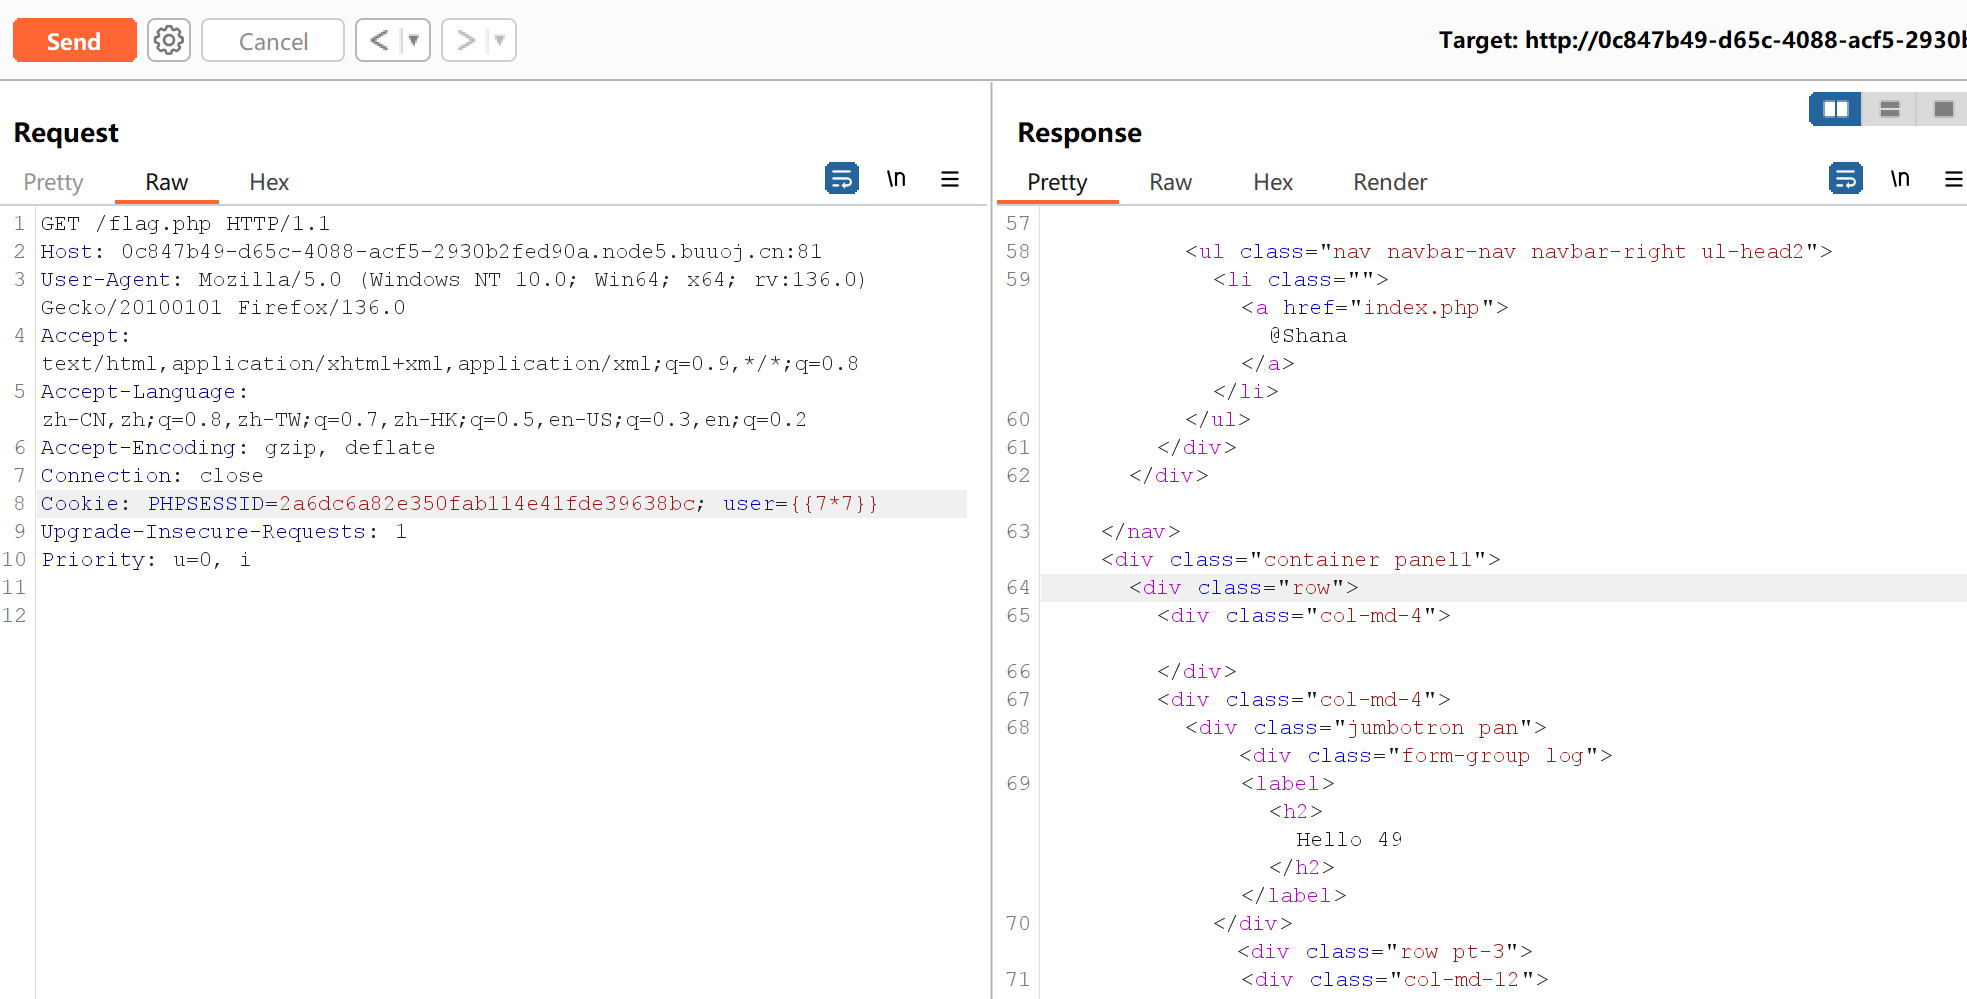 Send
Cancel
Target: http://0c847b49-d65c-4088-acf5-2930b
Request
Pretty Raw Hex \n
1 GET /flag.php HTTP/1.1
2 Host: 0c847b49-d65c-4088-acf5-2930b2fed90a.node5.buuoj.cn:81
3 User-Agent: Mozilla/5.0 (Windows NT 10.0; Win64; x64; rv:136.0)
Gecko/20100101 Firefox/136.0
4 Accept:
text/html,application/xhtml+xml,application/xml;q=0.9,*/*;q=0.8
5 Accept-Language:
zh-CN,zh;q=0.8,zh-TW;q=0.7,zh-HK;q=0.5,en-US;q=0.3,en;q=0.2
6 Accept-Encoding: gzip, deflate
7 Connection: close
8 Cookie: PHPSESSID=2a6dc6a82e350fab114e41fde39638bc; user={{7*7}}
9 Upgrade-Insecure-Requests: 1
10 Priority: u=0, i
11
12
Response
Pretty Raw Hex Render \n
57
58 <ul class="nav navbar-nav navbar-right ul-head2">
59 <li class="">
<a href="index.php">
@Shana
</a>
</li>
60 </ul>
61 </div>
62 </div>
63 </nav>
<div class="container panel1">
64 <div class="row">
65 <div class="col-md-4">
66 </div>
67 <div class="col-md-4">
68 <div class="jumbotron pan">
<div class="form-group log">
69 <label>
<h2>
Hello 49
</h2>
</label>
70 </div>
<div class="row pt-3">
71 <div class="col-md-12">